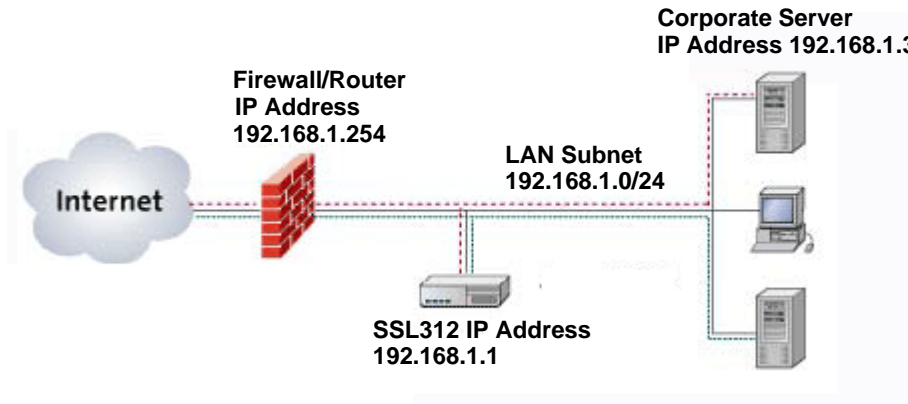 Corporate Server
IP Address 192.168.1.3
Firewall/Router
IP Address
192.168.1.254
LAN Subnet
192.168.1.0/24
Internet
SSL312 IP Address
192.168.1.1